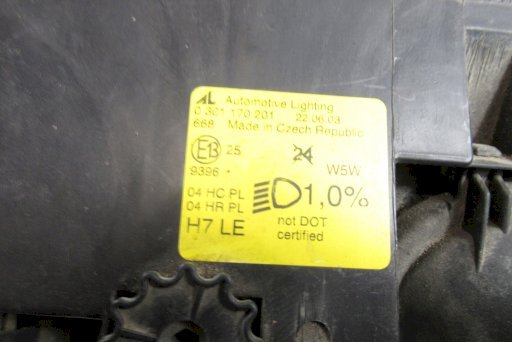 AL Automotive Lighting
0 301 170 201 22.06.03
668 Made in Czech Republic
E13 25 24
9396 W5W
04 HC PL
04 HR PL
1,0%
H7 LE
not DOT
certified